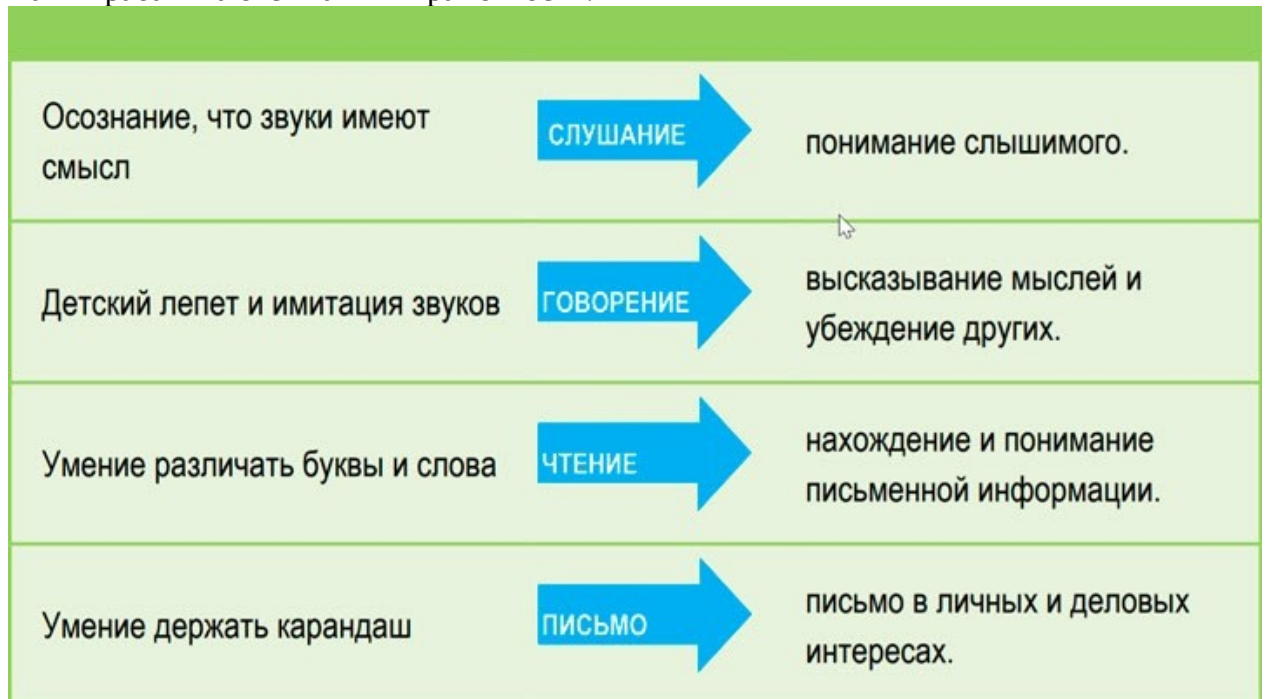 Осознание, что звуки имеют
смысл
СЛУШАНИЕ
понимание слышимого.
Детский лепет и имитация звуков
ГОВОРЕНИЕ
высказывание мыслей и
убеждение других.
Умение различать буквы и слова
ЧТЕНИЕ
нахождение и понимание
письменной информации.
Умение держать карандаш
ПИСЬМО
письмо в личных и деловых
интересах.